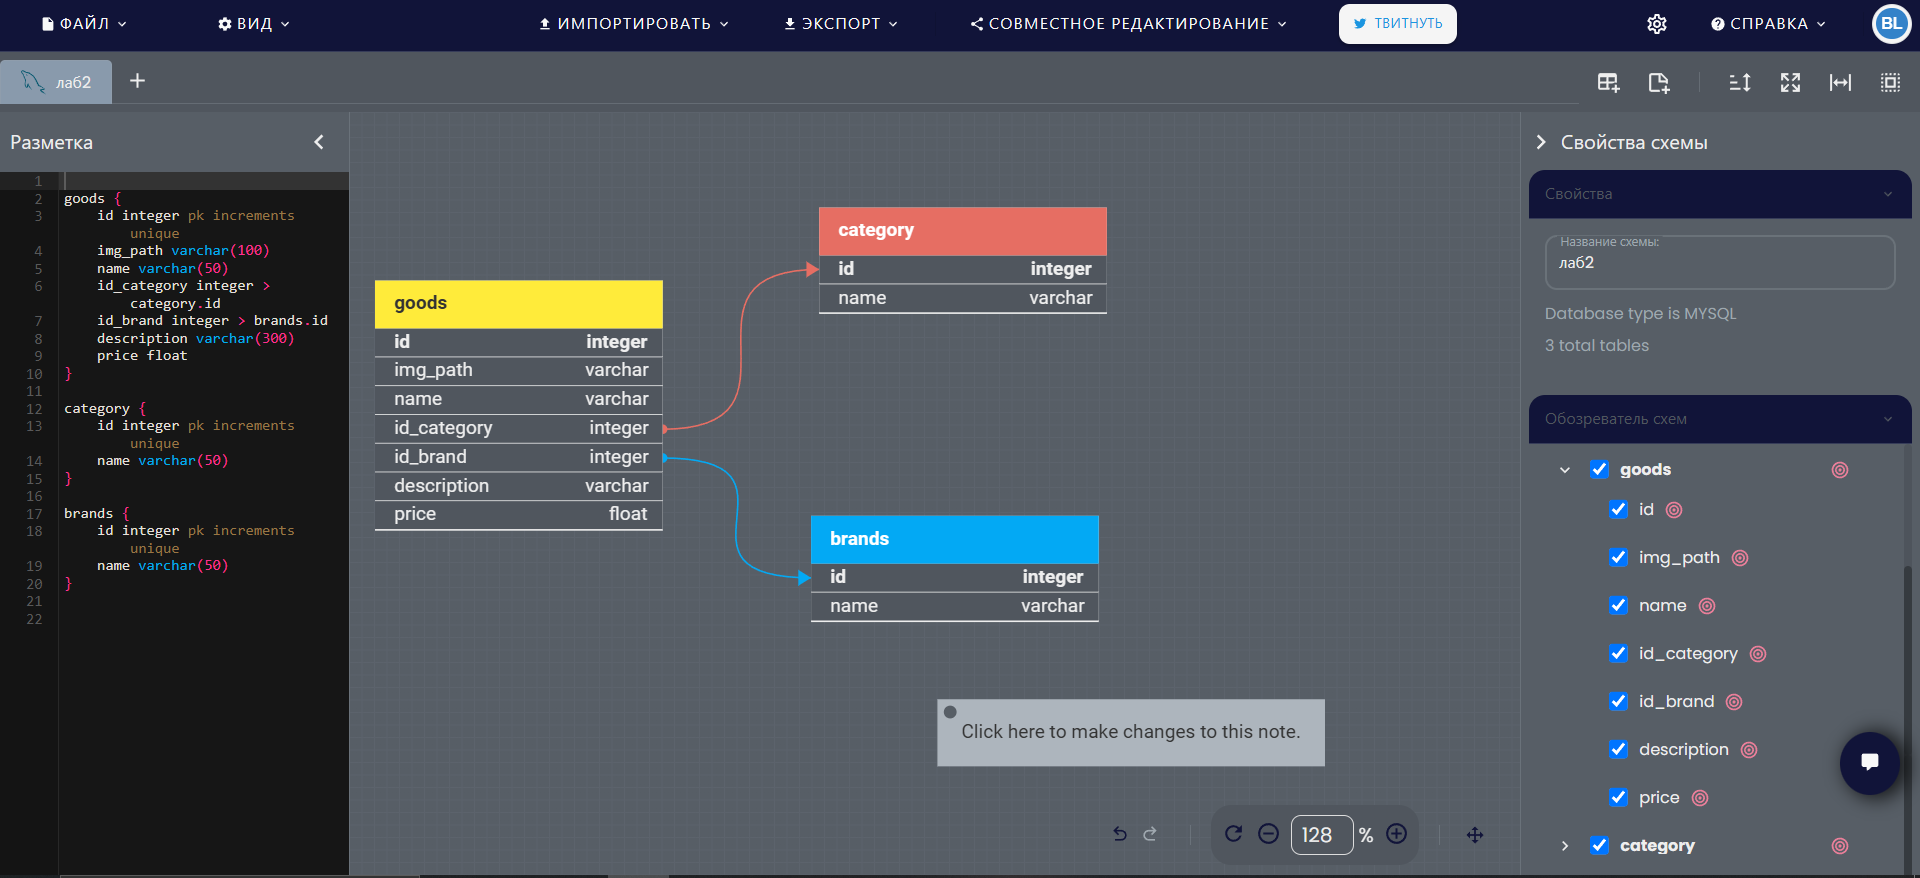 ФАЙЛ
ВИД
ИМПОРТИРОВАТЬ
ЭКСПОРТ
СОВМЕСТНОЕ РЕДАКТИРОВАНИЕ
ТВИТНУТЬ
СПРАВКА
BL
лаб2
Разметка
1
2 goods {
3 id integer pk increments
unique
4 img_path varchar(100)
5 name varchar(50)
6 id_category integer >
category.id
7 id_brand integer > brands.id
8 description varchar(300)
9 price float
10 }
11
12 category {
13 id integer pk increments
unique
14 name varchar(50)
15 }
16
17 brands {
18 id integer pk increments
unique
19 name varchar(50)
20 }
21
22
goods
id integer
img_path varchar
name varchar
id_category integer
id_brand integer
description varchar
price float
category
id integer
name varchar
brands
id integer
name varchar
Click here to make changes to this note.
128 %
Свойства схемы
Свойства
Название схемы:
лаб2
Database type is MYSQL
3 total tables
Обозреватель схем
goods
id
img_path
name
id_category
id_brand
description
price
category